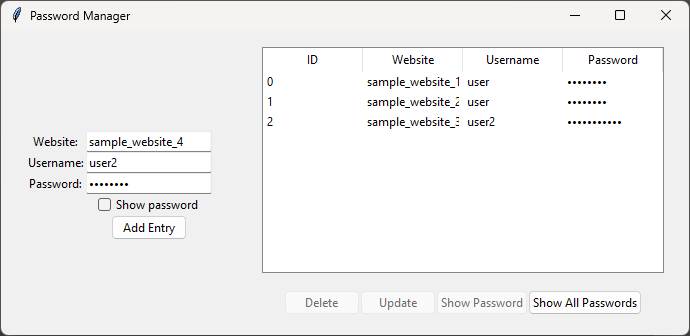 Password Manager
ID Website Username Password
0 sample_website_1 user ••••••••
1 sample_website_2 user ••••••••
2 sample_website_3 user2 •••••••••••
Website: sample_website_4
Username: user2
Password: ••••••••
Show password
Add Entry
Delete Update Show Password Show All Passwords